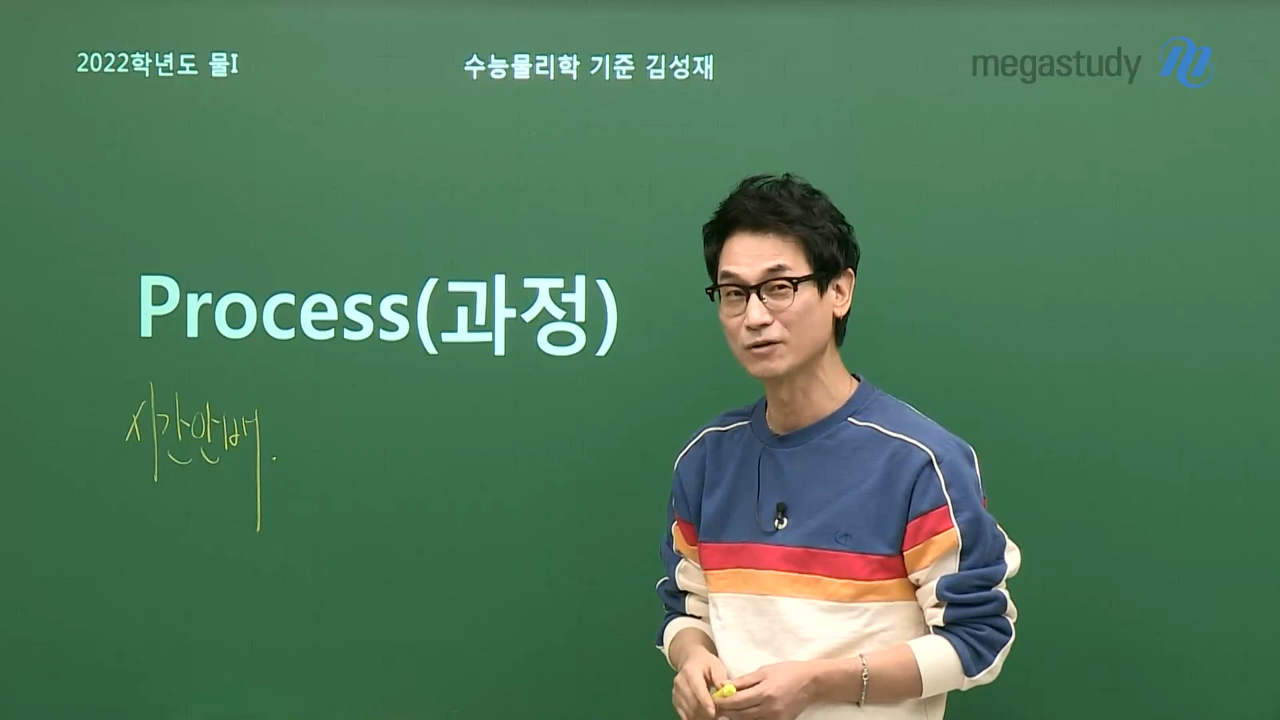 2022학년도 물I
수능물리학 기준 김성재
megastudy
Process(과정)
시간안배.